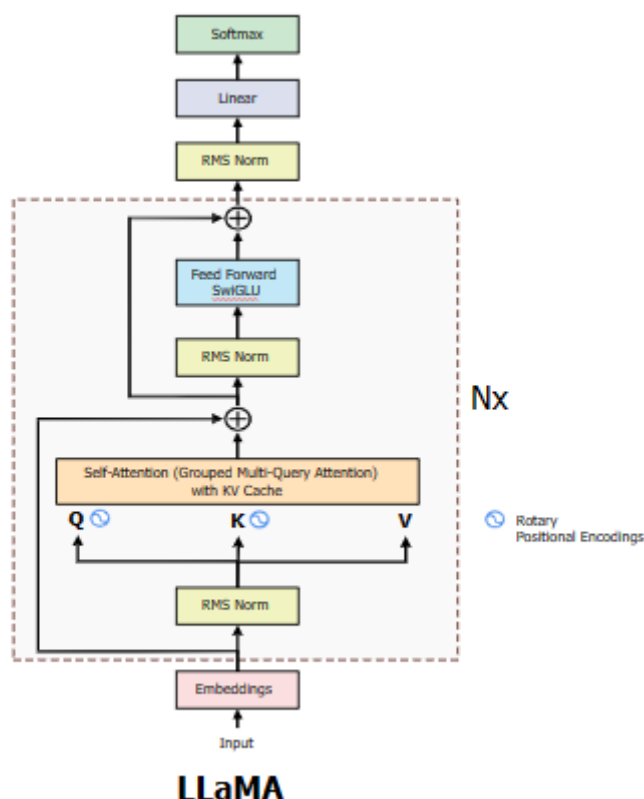 Softmax
Linear
RMS Norm
Feed Forward
SwiGLU
RMS Norm
Nx
Self-Attention (Grouped Multi-Query Attention)
with KV Cache
Q K V
Rotary
Positional Encodings
RMS Norm
Embeddings
Input
LLaMA